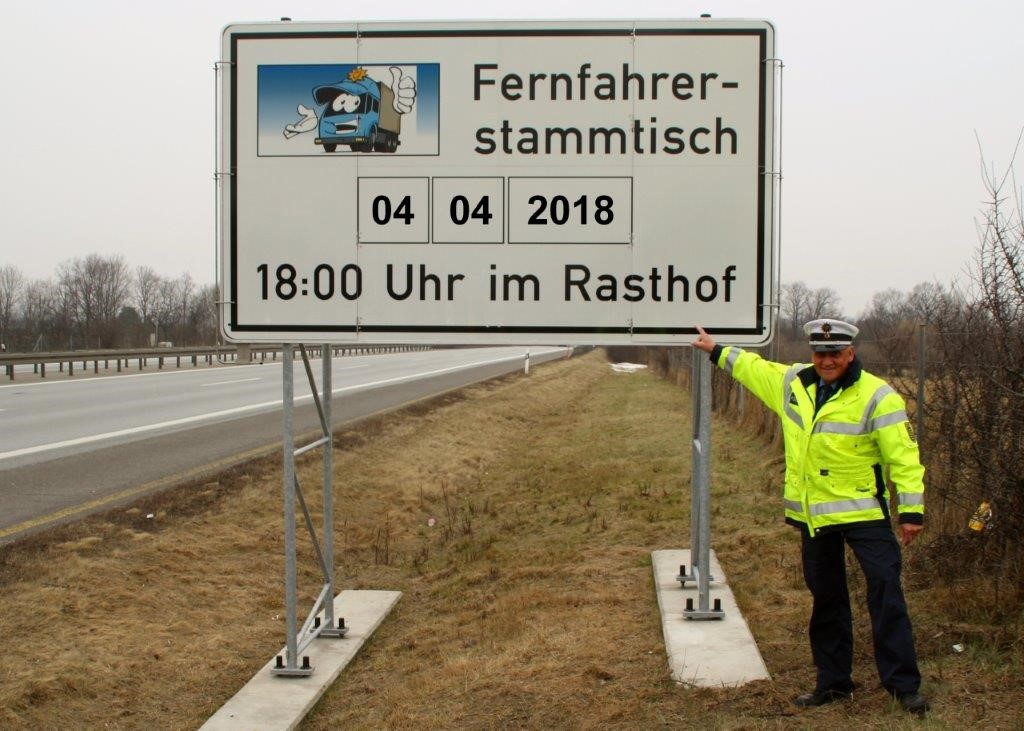 Fernfahrer-
stammtisch
04 04 2018
18:00 Uhr im Rasthof